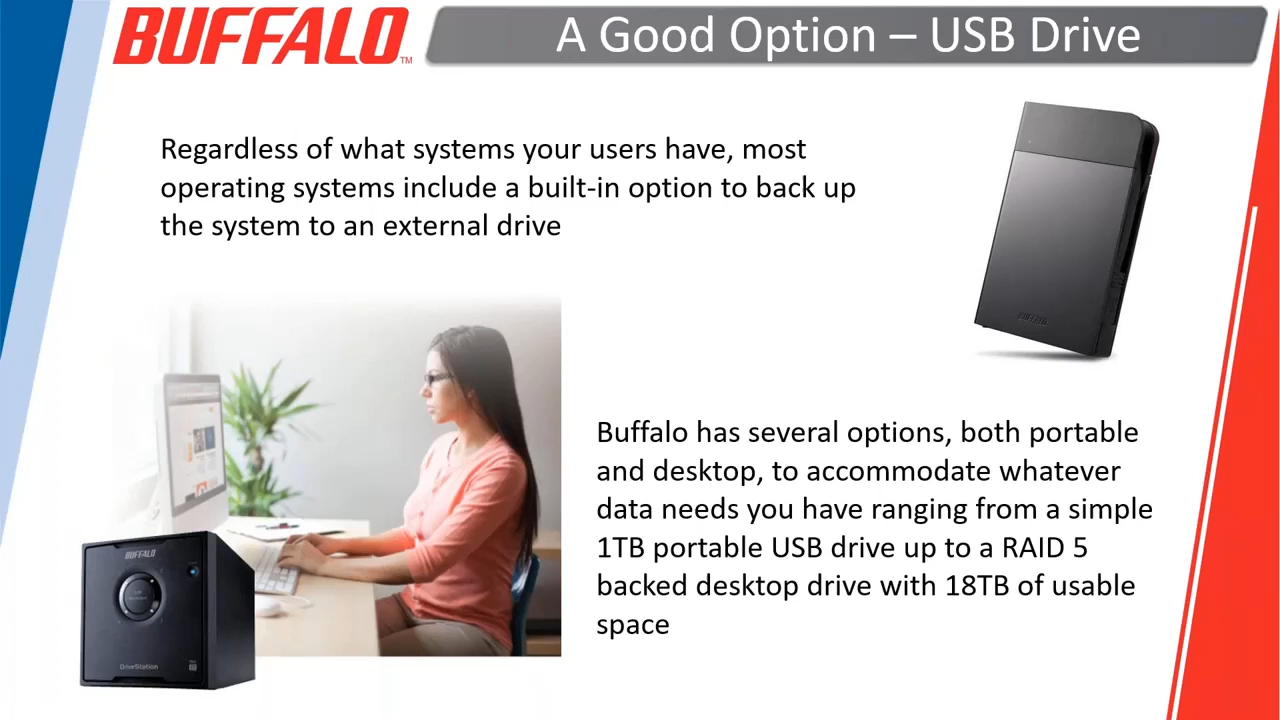 BUFFALO™
A Good Option – USB Drive
Regardless of what systems your users have, most
operating systems include a built-in option to back up
the system to an external drive
BUFFALO
Buffalo has several options, both portable
and desktop, to accommodate whatever
data needs you have ranging from a simple
1TB portable USB drive up to a RAID 5
backed desktop drive with 18TB of usable
space
BUFFALO
DriveStation